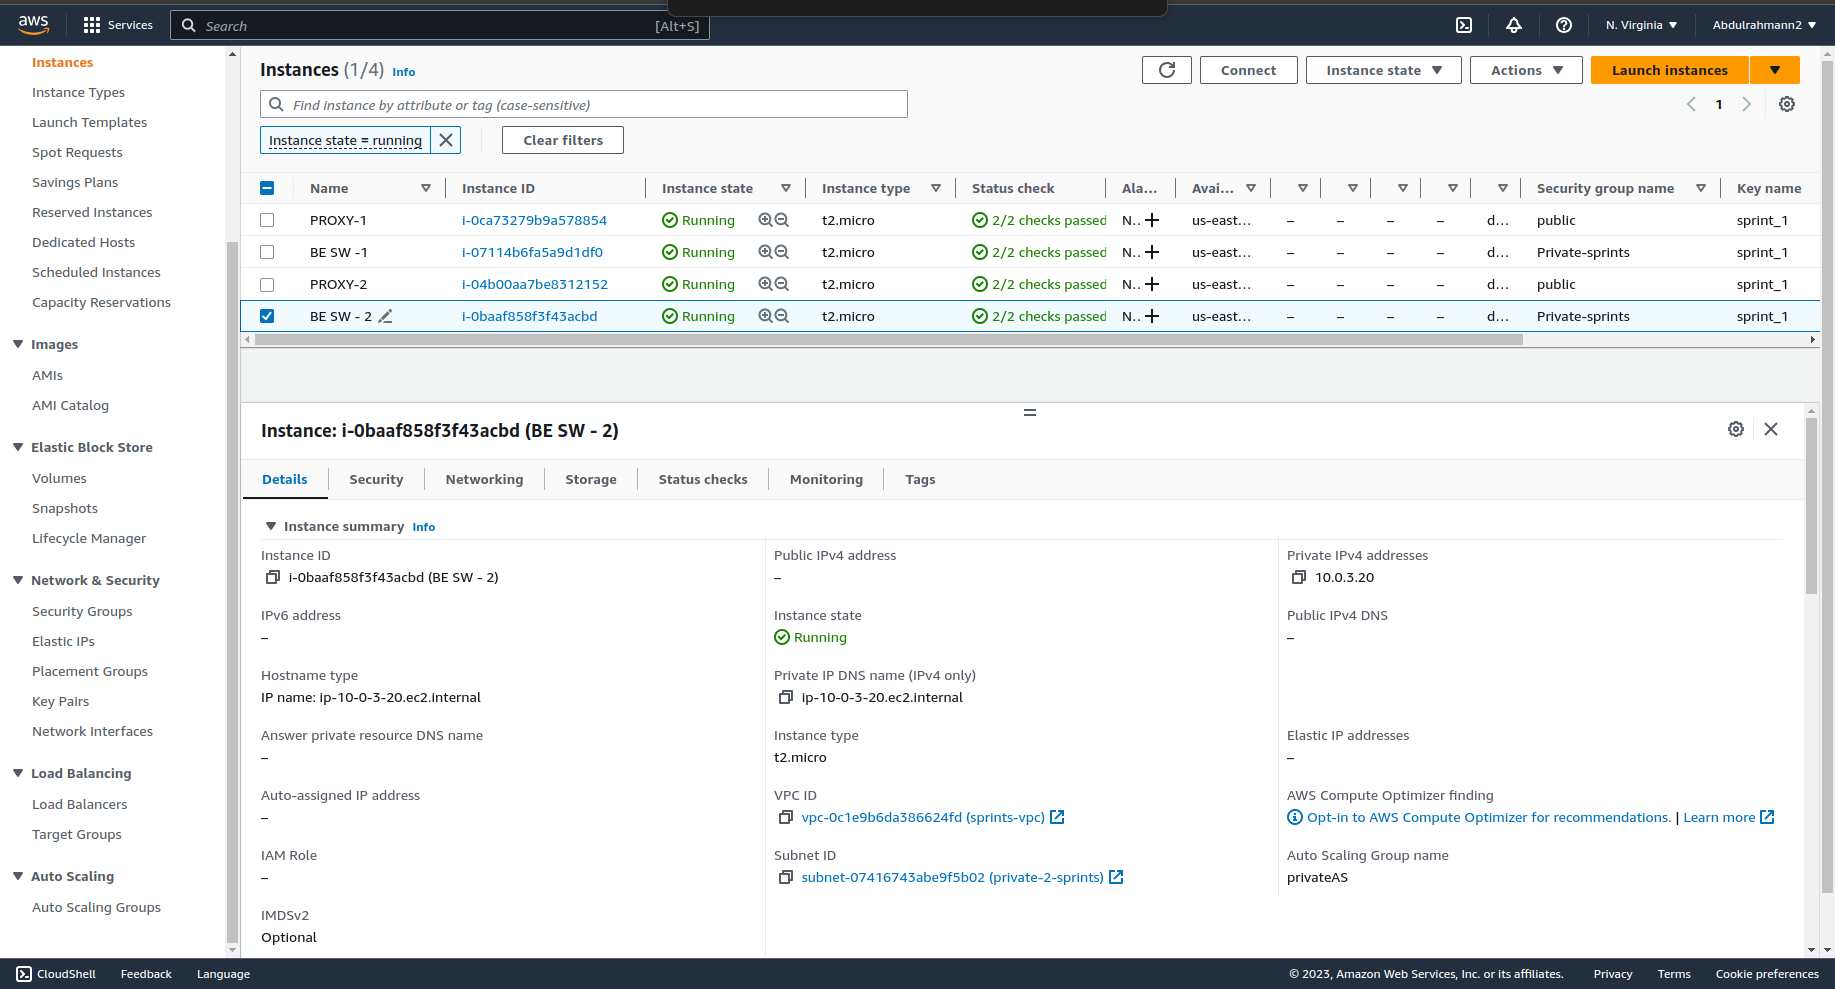 aws
Services
Search
[Alt+S]
N. Virginia
Abdulrahmann2
Instances
Instance Types
Launch Templates
Spot Requests
Savings Plans
Reserved Instances
Dedicated Hosts
Scheduled Instances
Capacity Reservations
Images
AMIs
AMI Catalog
Elastic Block Store
Volumes
Snapshots
Lifecycle Manager
Network & Security
Security Groups
Elastic IPs
Placement Groups
Key Pairs
Network Interfaces
Load Balancing
Load Balancers
Target Groups
Auto Scaling
Auto Scaling Groups
Instances (1/4) Info
Connect
Instance state
Actions
Launch instances
Find instance by attribute or tag (case-sensitive)
1
Instance state = running
Clear filters
Name Instance ID Instance state Instance type Status check Ala... Avai... Security group name Key name
PROXY-1 i-0ca73279b9a578854 Running t2.micro 2/2 checks passed N.. us-east... – – – – d... public sprint_1
BE SW -1 i-07114b6fa5a9d1df0 Running t2.micro 2/2 checks passed N.. us-east... – – – – d... Private-sprints sprint_1
PROXY-2 i-04b00aa7be8312152 Running t2.micro 2/2 checks passed N.. us-east... – – – – d... public sprint_1
BE SW - 2 i-0baaf858f3f43acbd Running t2.micro 2/2 checks passed N.. us-east... – – – – d... Private-sprints sprint_1
Instance: i-0baaf858f3f43acbd (BE SW - 2)
Details Security Networking Storage Status checks Monitoring Tags
Instance summary Info
Instance ID
i-0baaf858f3f43acbd (BE SW - 2)
Public IPv4 address
–
Private IPv4 addresses
10.0.3.20
IPv6 address
–
Instance state
Running
Public IPv4 DNS
–
Hostname type
IP name: ip-10-0-3-20.ec2.internal
Private IP DNS name (IPv4 only)
ip-10-0-3-20.ec2.internal
Answer private resource DNS name
–
Instance type
t2.micro
Elastic IP addresses
–
Auto-assigned IP address
–
VPC ID
vpc-0c1e9b6da386624fd (sprints-vpc)
AWS Compute Optimizer finding
Opt-in to AWS Compute Optimizer for recommendations. | Learn more
IAM Role
–
Subnet ID
subnet-07416743abe9f5b02 (private-2-sprints)
Auto Scaling Group name
privateAS
IMDSv2
Optional
CloudShell
Feedback
Language
© 2023, Amazon Web Services, Inc. or its affiliates.
Privacy
Terms
Cookie preferences